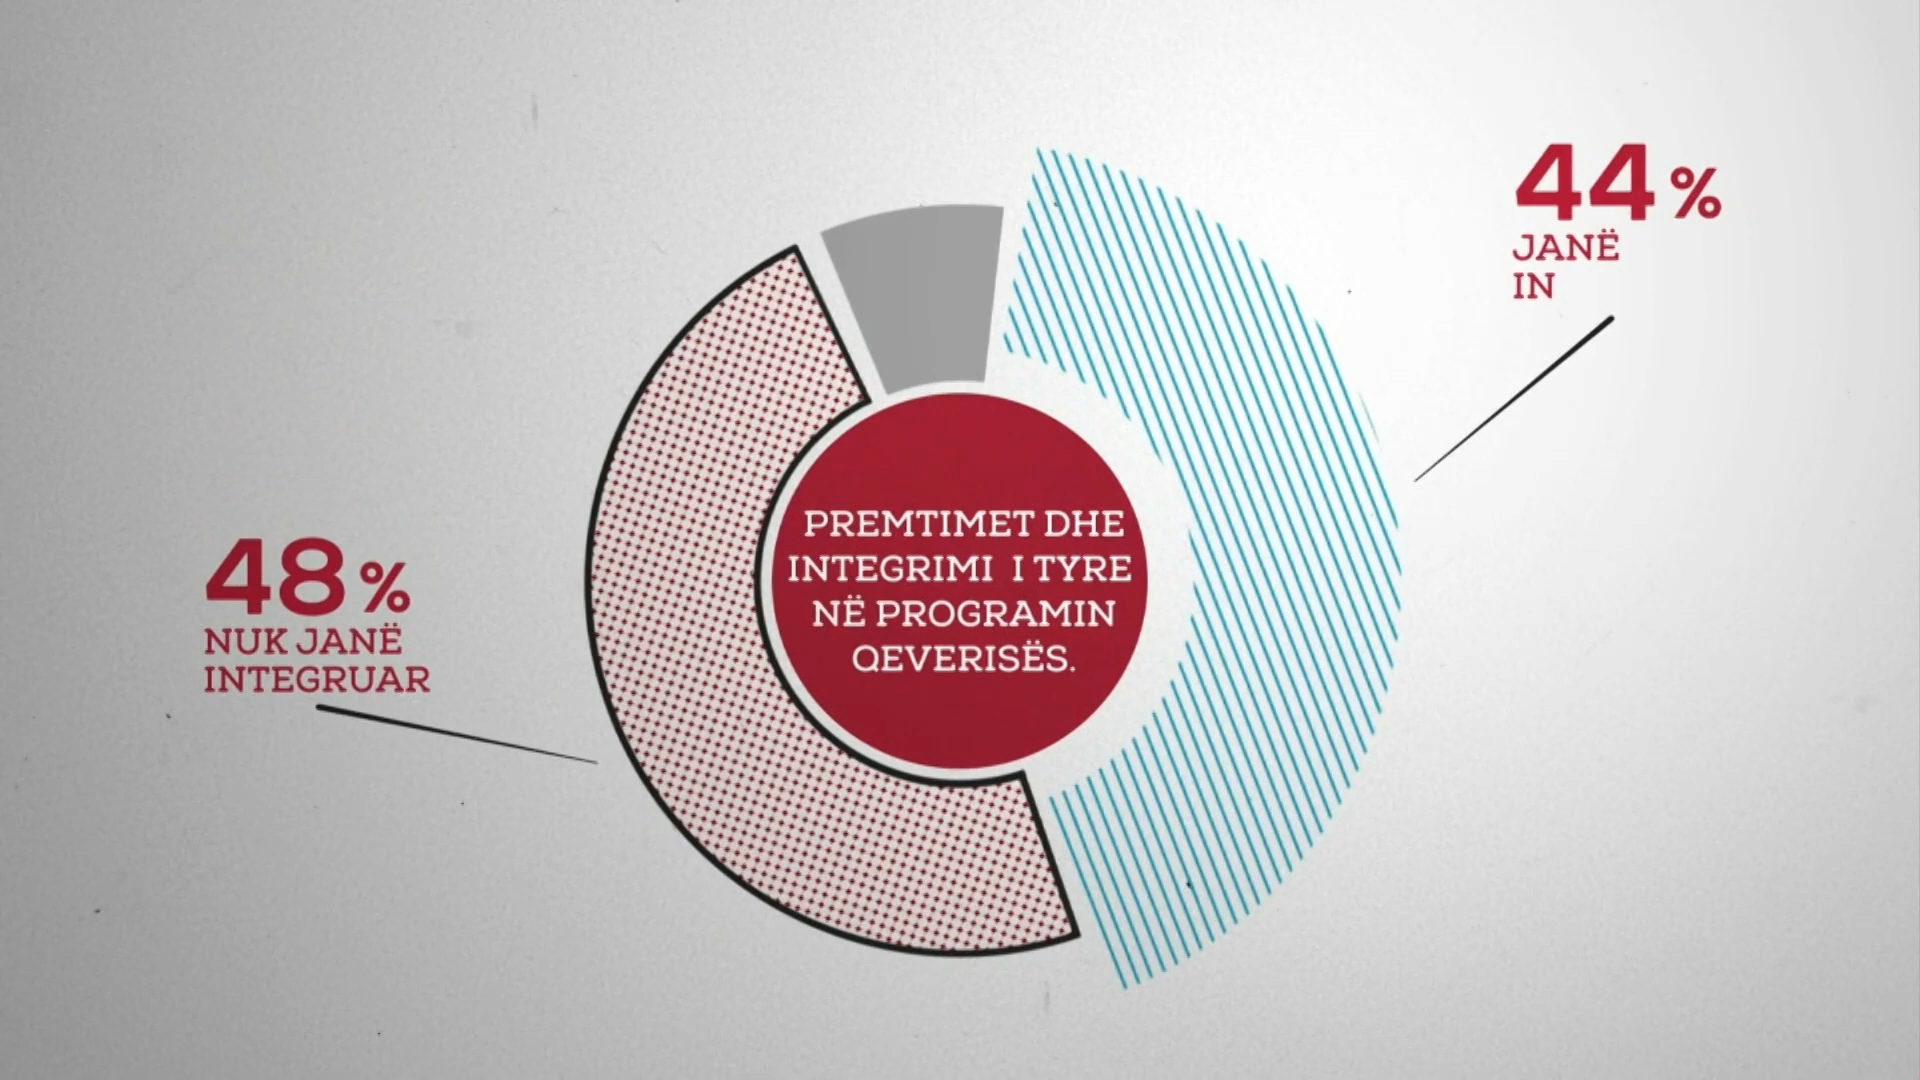 44%
JANË
IN
PREMTIMET DHE
INTEGRIMI I TYRE
NË PROGRAMIN
QEVERISËS.
48%
NUK JANË
INTEGRUAR